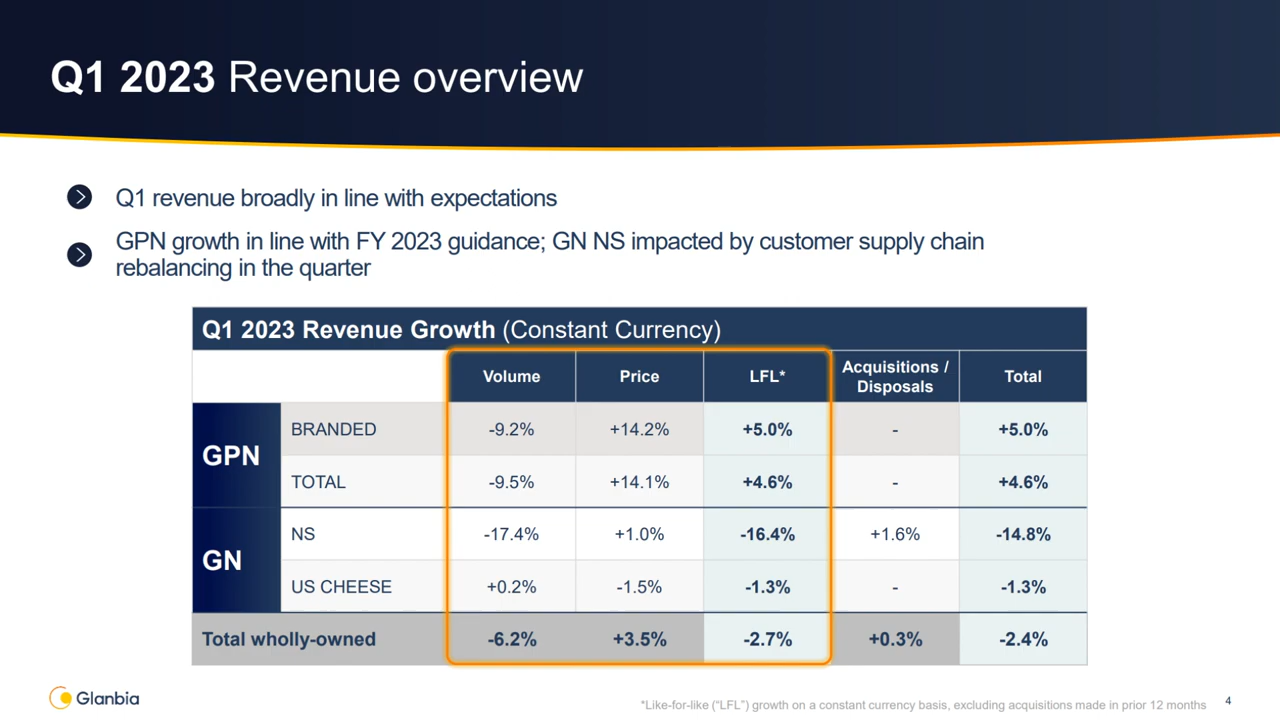 Q1 2023 Revenue overview
Q1 revenue broadly in line with expectations
GPN growth in line with FY 2023 guidance; GN NS impacted by customer supply chain
rebalancing in the quarter
Q1 2023 Revenue Growth (Constant Currency)
Volume Price LFL* Acquisitions / Disposals Total
GPN
BRANDED -9.2% +14.2% +5.0% - +5.0%
TOTAL -9.5% +14.1% +4.6% - +4.6%
GN
NS -17.4% +1.0% -16.4% +1.6% -14.8%
US CHEESE +0.2% -1.5% -1.3% - -1.3%
Total wholly-owned -6.2% +3.5% -2.7% +0.3% -2.4%
Glanbia
*Like-for-like (“LFL”) growth on a constant currency basis, excluding acquisitions made in prior 12 months
4